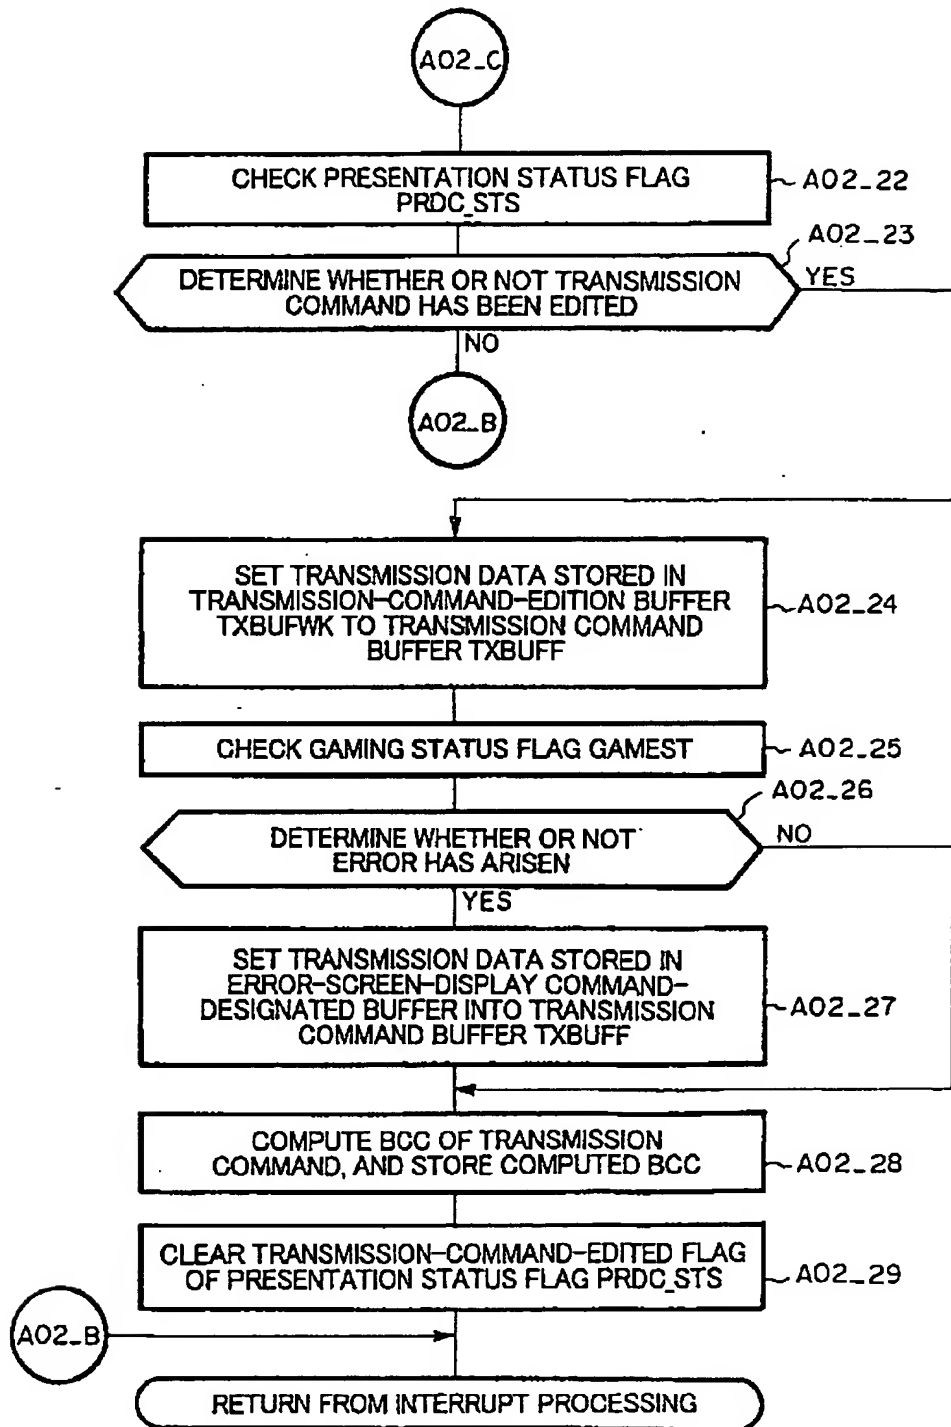 A02_C
CHECK PRESENTATION STATUS FLAG
PRDC_STS
A02_22
A02_23
DETERMINE WHETHER OR NOT TRANSMISSION
COMMAND HAS BEEN EDITED
YES
NO
A02_B
SET TRANSMISSION DATA STORED IN
TRANSMISSION-COMMAND-EDITION BUFFER
TXBUFWK TO TRANSMISSION COMMAND
BUFFER TXBUFF
A02_24
CHECK GAMING STATUS FLAG GAMEST
A02_25
A02_26
DETERMINE WHETHER OR NOT
ERROR HAS ARISEN
NO
YES
SET TRANSMISSION DATA STORED IN
ERROR-SCREEN-DISPLAY COMMAND-
DESIGNATED BUFFER INTO TRANSMISSION
COMMAND BUFFER TXBUFF
A02_27
COMPUTE BCC OF TRANSMISSION
COMMAND, AND STORE COMPUTED BCC
A02_28
CLEAR TRANSMISSION-COMMAND-EDITED FLAG
OF PRESENTATION STATUS FLAG PRDC_STS
A02_29
A02_B
RETURN FROM INTERRUPT PROCESSING